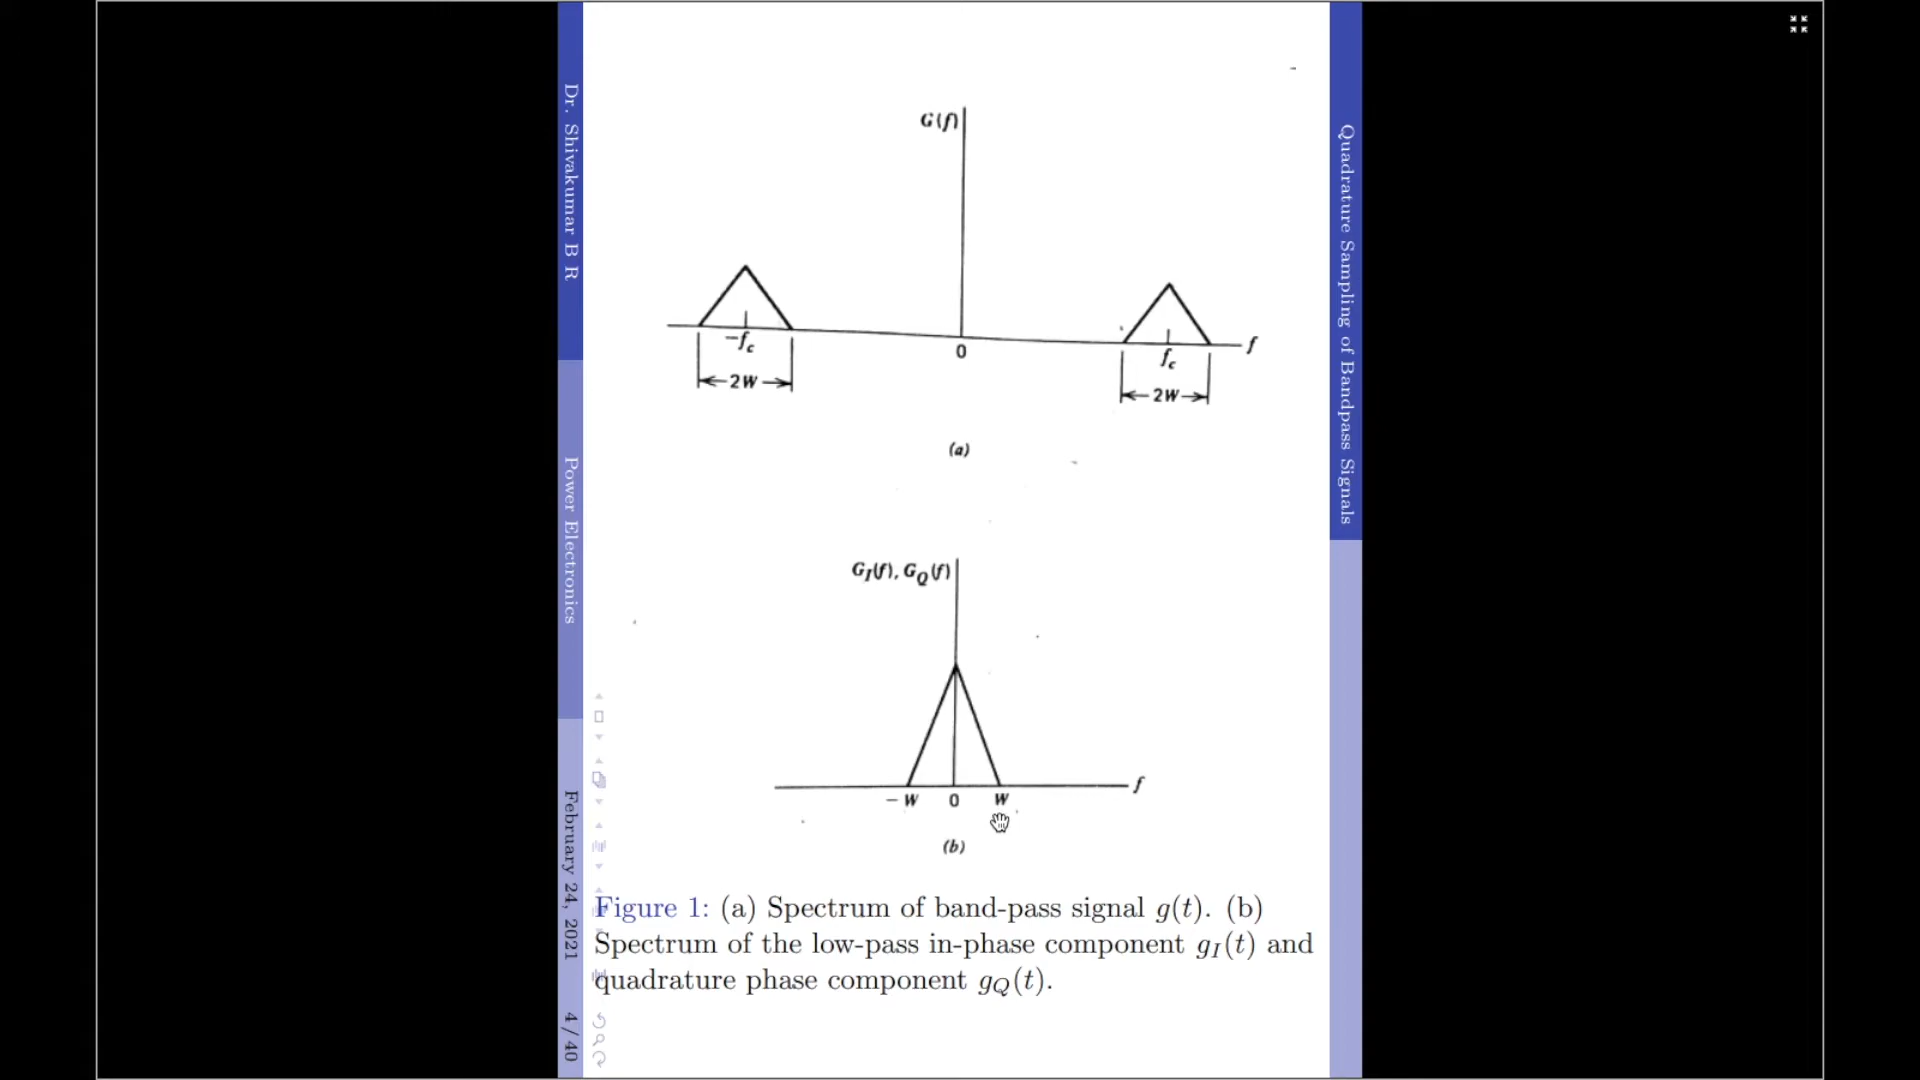 Quadrature Sampling of Bandpass Signals
G(f)
−fc
0
fc
f
2W
2W
(a)
GI(f), GQ(f)
− W
0
W
f
(b)
Figure 1: (a) Spectrum of band-pass signal g(t). (b)
Spectrum of the low-pass in-phase component gI(t) and
quadrature phase component gQ(t).
Dr. Shivakumar B R
Power Electronics
February 24, 2021
4 / 40